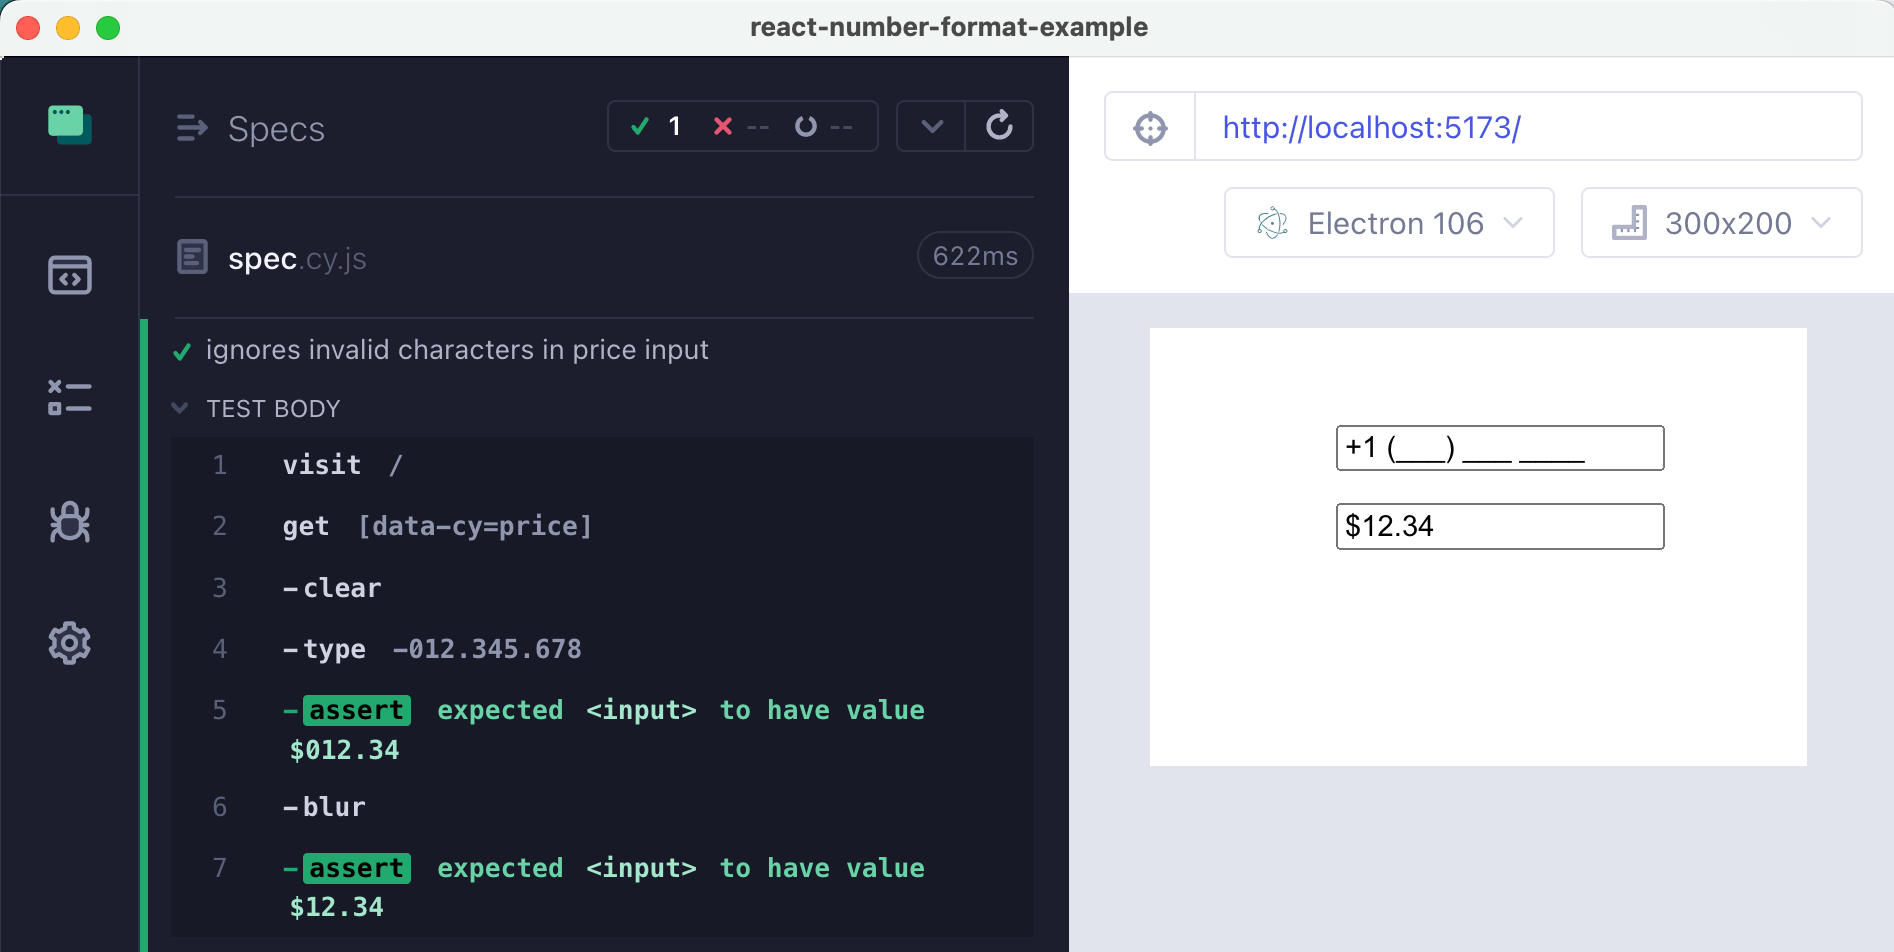 react-number-format-example
Specs
1 -- --
spec.cy.js
622ms
ignores invalid characters in price input
TEST BODY
1 visit /
2 get [data-cy=price]
3 -clear
4 -type -012.345.678
5 -assert expected <input> to have value
$012.34
6 -blur
7 -assert expected <input> to have value
$12.34
http://localhost:5173/
Electron 106
300x200
+1 (___) ___ ____
$12.34